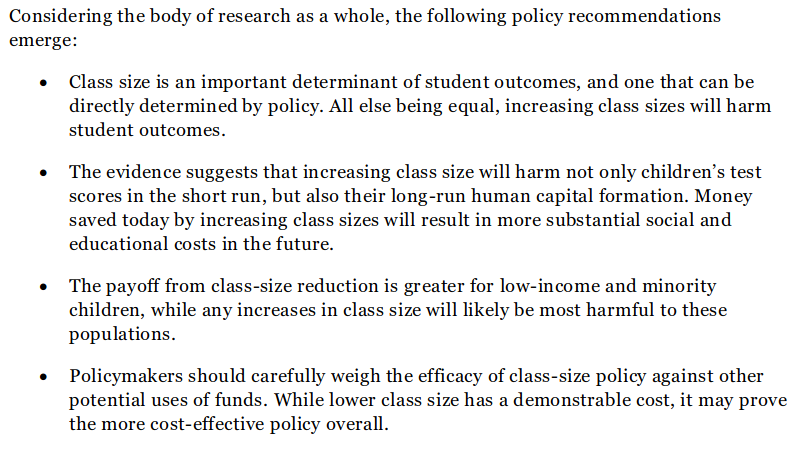 Considering the body of research as a whole, the following policy recommendations
emerge:
• Class size is an important determinant of student outcomes, and one that can be
directly determined by policy. All else being equal, increasing class sizes will harm
student outcomes.
• The evidence suggests that increasing class size will harm not only children’s test
scores in the short run, but also their long-run human capital formation. Money
saved today by increasing class sizes will result in more substantial social and
educational costs in the future.
• The payoff from class-size reduction is greater for low-income and minority
children, while any increases in class size will likely be most harmful to these
populations.
• Policymakers should carefully weigh the efficacy of class-size policy against other
potential uses of funds. While lower class size has a demonstrable cost, it may prove
the more cost-effective policy overall.